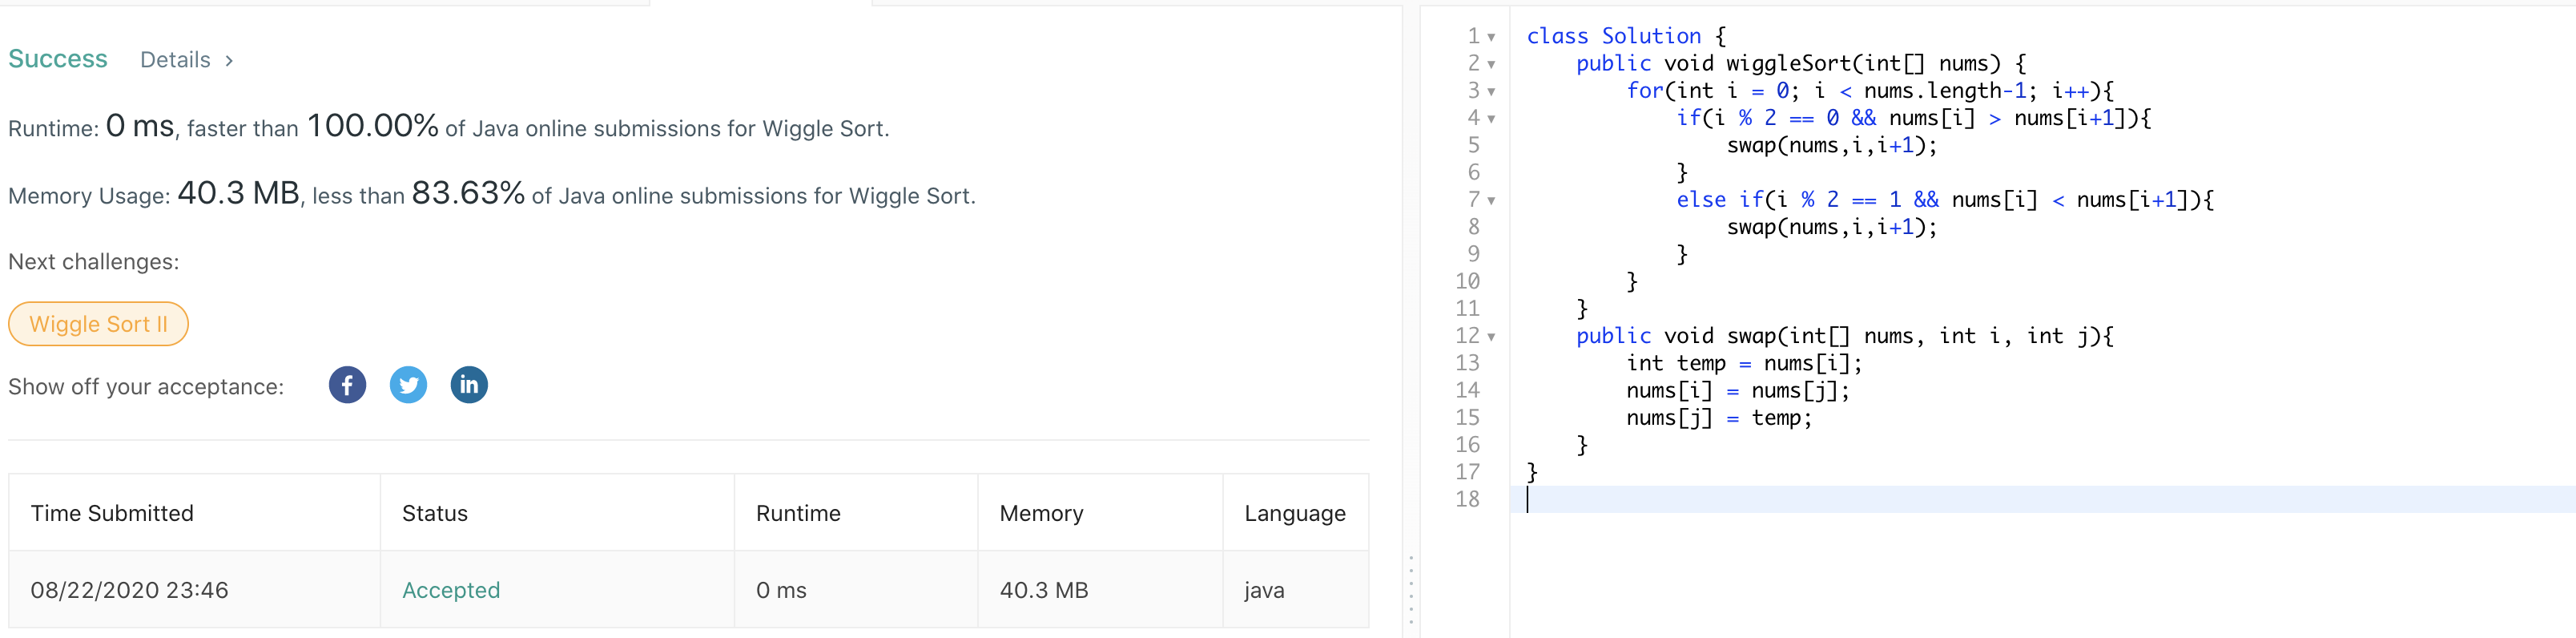 Success Details >
Runtime: 0 ms, faster than 100.00% of Java online submissions for Wiggle Sort.
Memory Usage: 40.3 MB, less than 83.63% of Java online submissions for Wiggle Sort.
Next challenges:
Wiggle Sort II
Show off your acceptance:
Time Submitted Status Runtime Memory Language
08/22/2020 23:46 Accepted 0 ms 40.3 MB java
1 class Solution {
2     public void wiggleSort(int[] nums) {
3         for(int i = 0; i < nums.length-1; i++){
4             if(i % 2 == 0 && nums[i] > nums[i+1]){
5                 swap(nums,i,i+1);
6             }
7             else if(i % 2 == 1 && nums[i] < nums[i+1]){
8                 swap(nums,i,i+1);
9             }
10         }
11     }
12     public void swap(int[] nums, int i, int j){
13         int temp = nums[i];
14         nums[i] = nums[j];
15         nums[j] = temp;
16     }
17 }
18